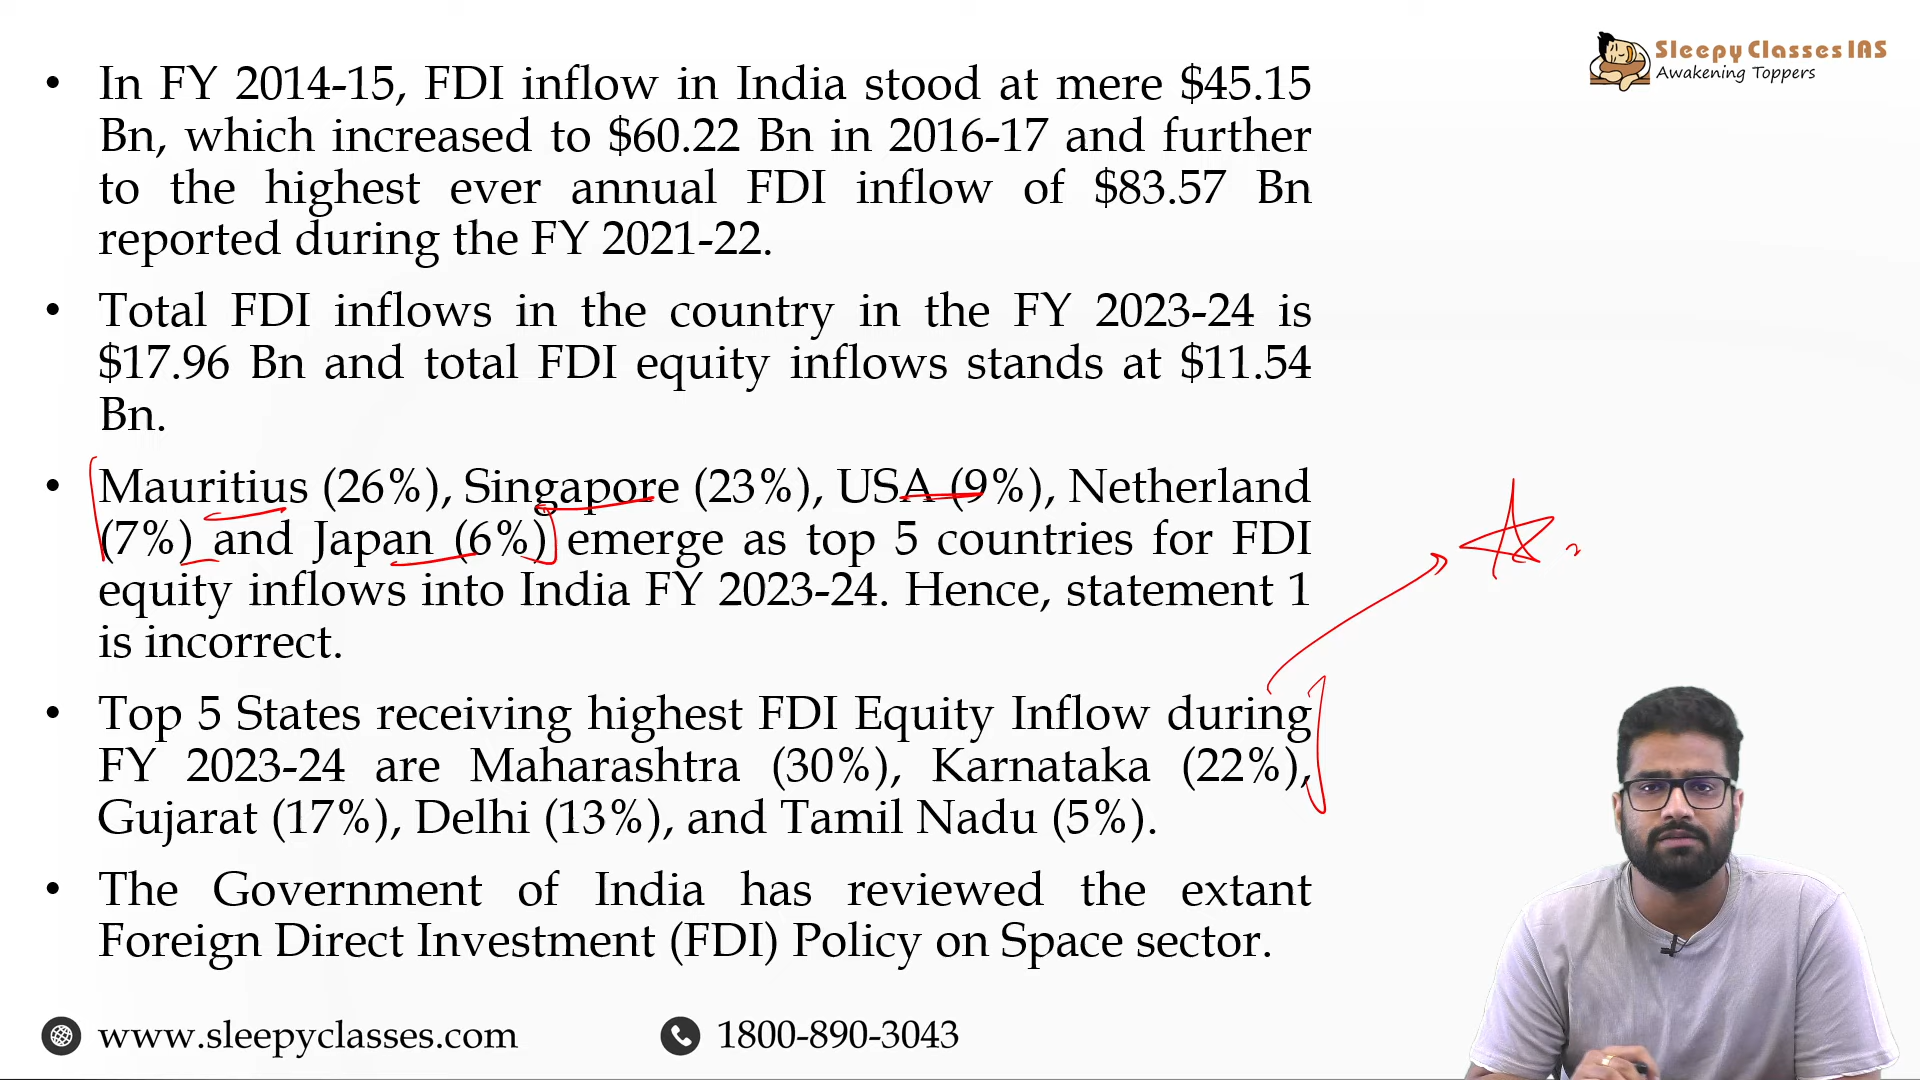 Sleepy Classes IAS
Awakening Toppers
• In FY 2014-15, FDI inflow in India stood at mere $45.15
Bn, which increased to $60.22 Bn in 2016-17 and further
to the highest ever annual FDI inflow of $83.57 Bn
reported during the FY 2021-22.
• Total FDI inflows in the country in the FY 2023-24 is
$17.96 Bn and total FDI equity inflows stands at $11.54
Bn.
• Mauritius (26%), Singapore (23%), USA (9%), Netherland
(7%) and Japan (6%) emerge as top 5 countries for FDI
equity inflows into India FY 2023-24. Hence, statement 1
is incorrect.
• Top 5 States receiving highest FDI Equity Inflow during
FY 2023-24 are Maharashtra (30%), Karnataka (22%),
Gujarat (17%), Delhi (13%), and Tamil Nadu (5%).
• The Government of India has reviewed the extant
Foreign Direct Investment (FDI) Policy on Space sector.
www.sleepyclasses.com
1800-890-3043